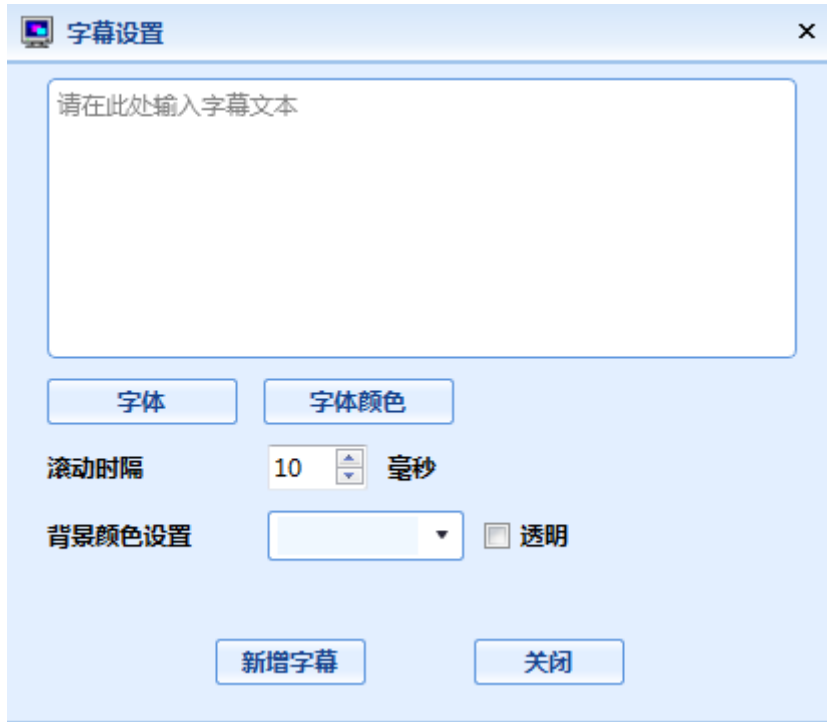 字幕设置
请在此处输入字幕文本
字体 字体颜色
滚动时隔 10 毫秒
背景颜色设置 透明
新增字幕 关闭